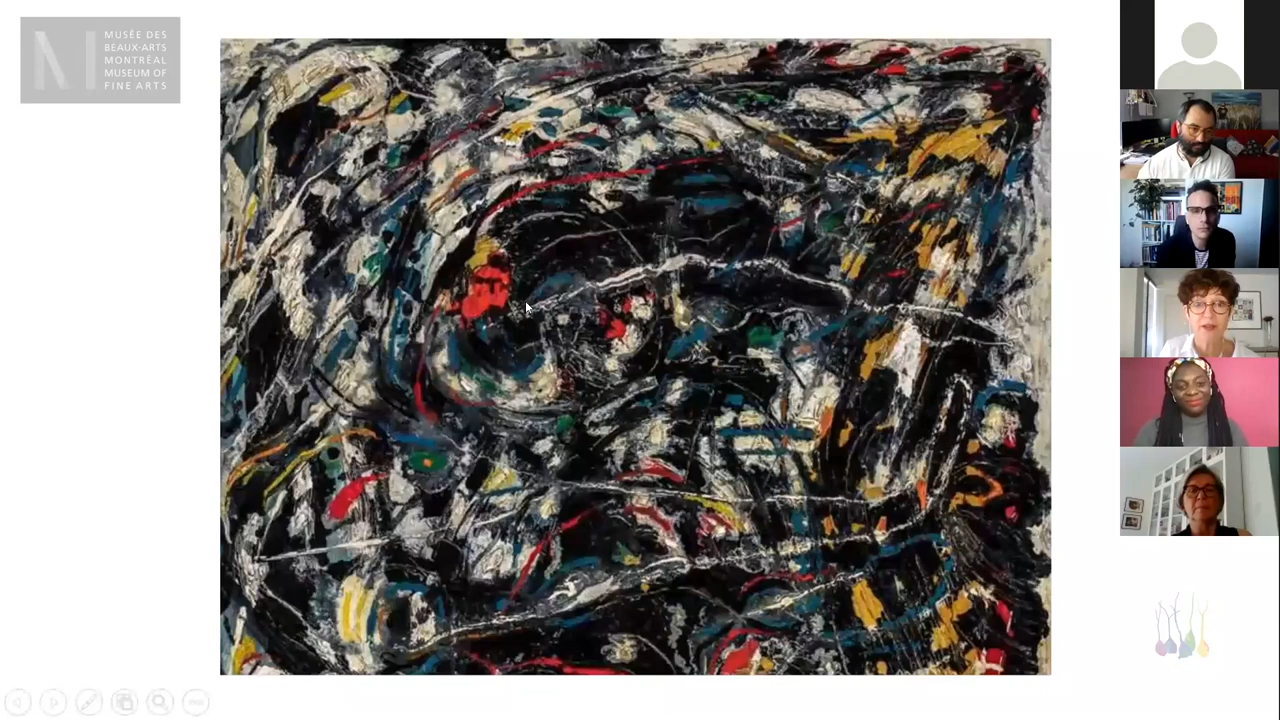 MUSÉE DES
BEAUX-ARTS
MONTRÉAL
MUSEUM OF
FINE ARTS